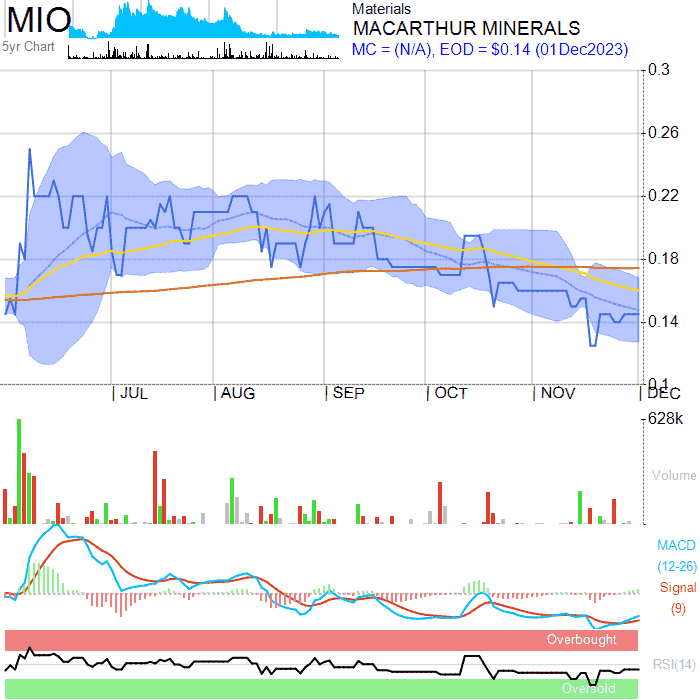 MIO
5yr Chart
Materials
MACARTHUR MINERALS
MC = (N/A), EOD = $0.14 (01Dec2023)
0.3
0.26
0.22
0.18
0.14
0.1
JUL AUG SEP OCT NOV DEC
628k
Volume
MACD
(12-26)
Signal
(9)
Overbought
RSI(14)
Oversold